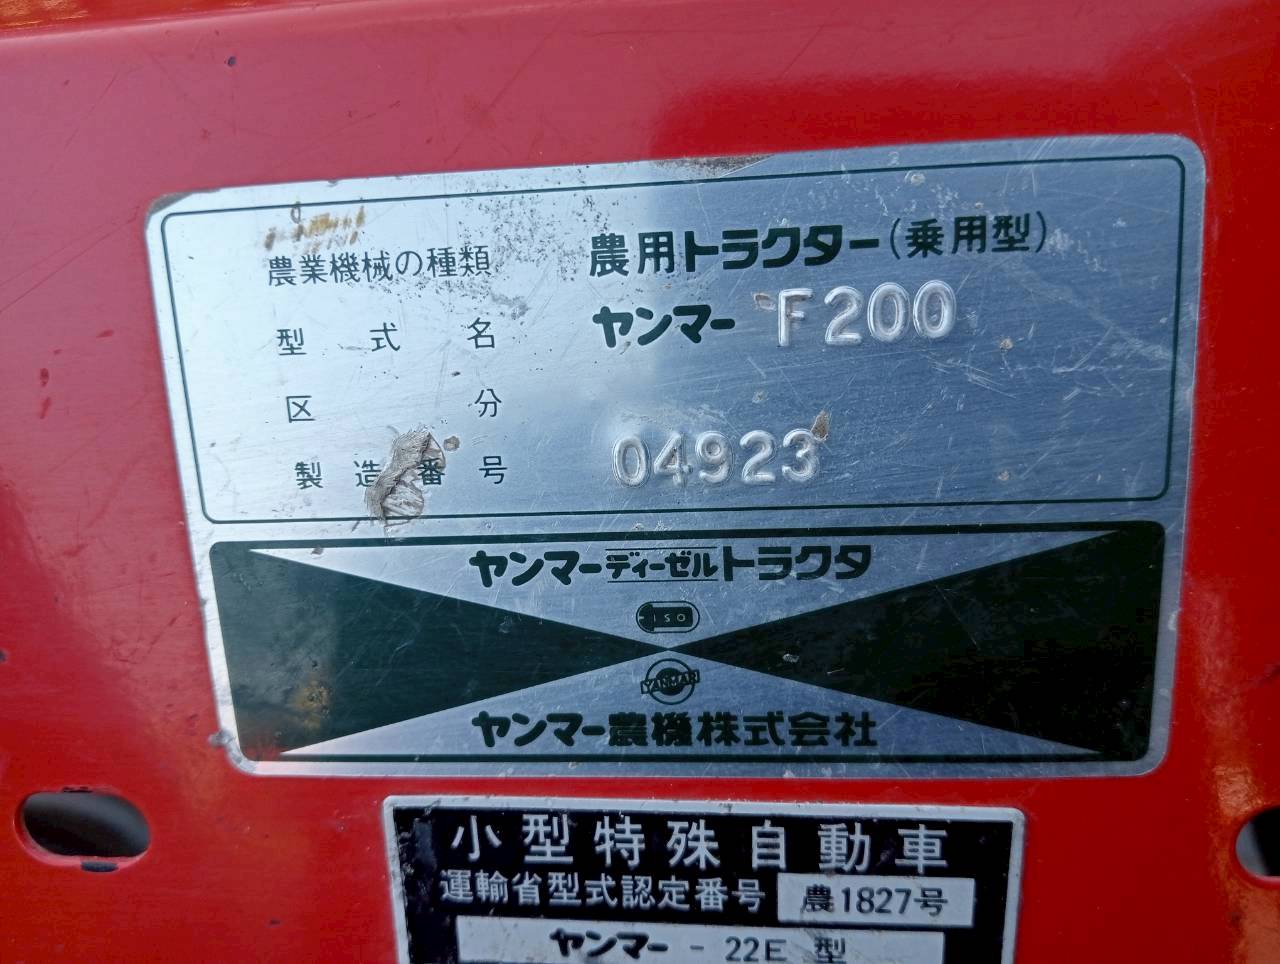 農業機械の種類 農用トラクター(乗用型)
型式名 ヤンマー F200
区分
製造番号 04923
ヤンマーディーゼルトラクタ
ISO
YANMAR
ヤンマー農機株式会社
小型特殊自動車
運輸省型式認定番号 農1827号
ヤンマー - 22E 型